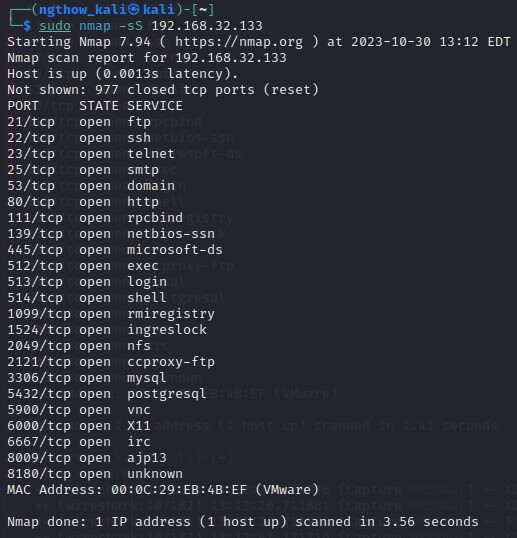 ┌──(ngthow_kali㉿kali)-[~]
└─$ sudo nmap -sS 192.168.32.133
Starting Nmap 7.94 ( https://nmap.org ) at 2023-10-30 13:12 EDT
Nmap scan report for 192.168.32.133
Host is up (0.0013s latency).
Not shown: 977 closed tcp ports (reset)
PORT     STATE SERVICE
21/tcp   open  ftp
22/tcp   open  ssh
23/tcp   open  telnet
25/tcp   open  smtp
53/tcp   open  domain
80/tcp   open  http
111/tcp  open  rpcbind
139/tcp  open  netbios-ssn
445/tcp  open  microsoft-ds
512/tcp  open  exec
513/tcp  open  login
514/tcp  open  shell
1099/tcp open  rmiregistry
1524/tcp open  ingreslock
2049/tcp open  nfs
2121/tcp open  ccproxy-ftp
3306/tcp open  mysql
5432/tcp open  postgresql
5900/tcp open  vnc
6000/tcp open  X11
6667/tcp open  irc
8009/tcp open  ajp13
8180/tcp open  unknown
MAC Address: 00:0C:29:EB:4B:EF (VMware)
Nmap done: 1 IP address (1 host up) scanned in 3.56 seconds